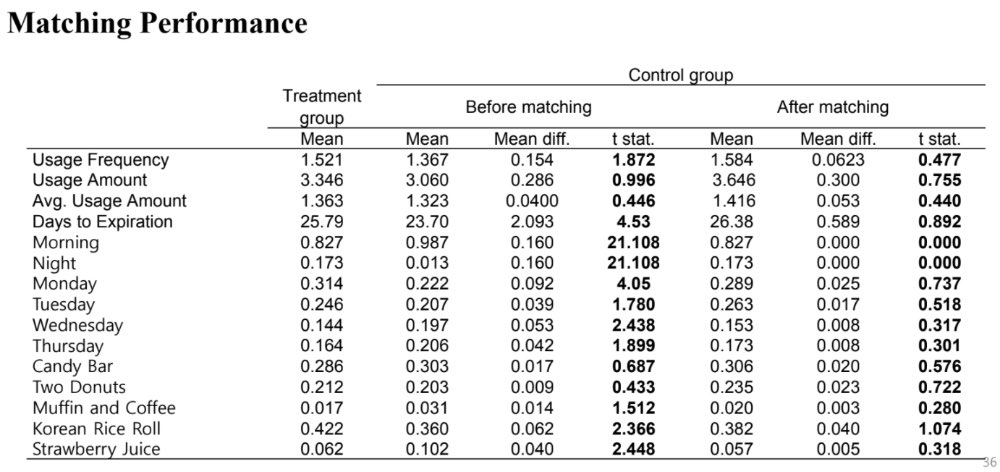 Matching Performance
Control group
Treatment group
Before matching
After matching
Mean Mean Mean diff. t stat. Mean Mean diff. t stat.
Usage Frequency 1.521 1.367 0.154 1.872 1.584 0.0623 0.477
Usage Amount 3.346 3.060 0.286 0.996 3.646 0.300 0.755
Avg. Usage Amount 1.363 1.323 0.0400 0.446 1.416 0.053 0.440
Days to Expiration 25.79 23.70 2.093 4.53 26.38 0.589 0.892
Morning 0.827 0.987 0.160 21.108 0.827 0.000 0.000
Night 0.173 0.013 0.160 21.108 0.173 0.000 0.000
Monday 0.314 0.222 0.092 4.05 0.289 0.025 0.737
Tuesday 0.246 0.207 0.039 1.780 0.263 0.017 0.518
Wednesday 0.144 0.197 0.053 2.438 0.153 0.008 0.317
Thursday 0.164 0.206 0.042 1.899 0.173 0.008 0.301
Candy Bar 0.286 0.303 0.017 0.687 0.306 0.020 0.576
Two Donuts 0.212 0.203 0.009 0.433 0.235 0.023 0.722
Muffin and Coffee 0.017 0.031 0.014 1.512 0.020 0.003 0.280
Korean Rice Roll 0.422 0.360 0.062 2.366 0.382 0.040 1.074
Strawberry Juice 0.062 0.102 0.040 2.448 0.057 0.005 0.318
36